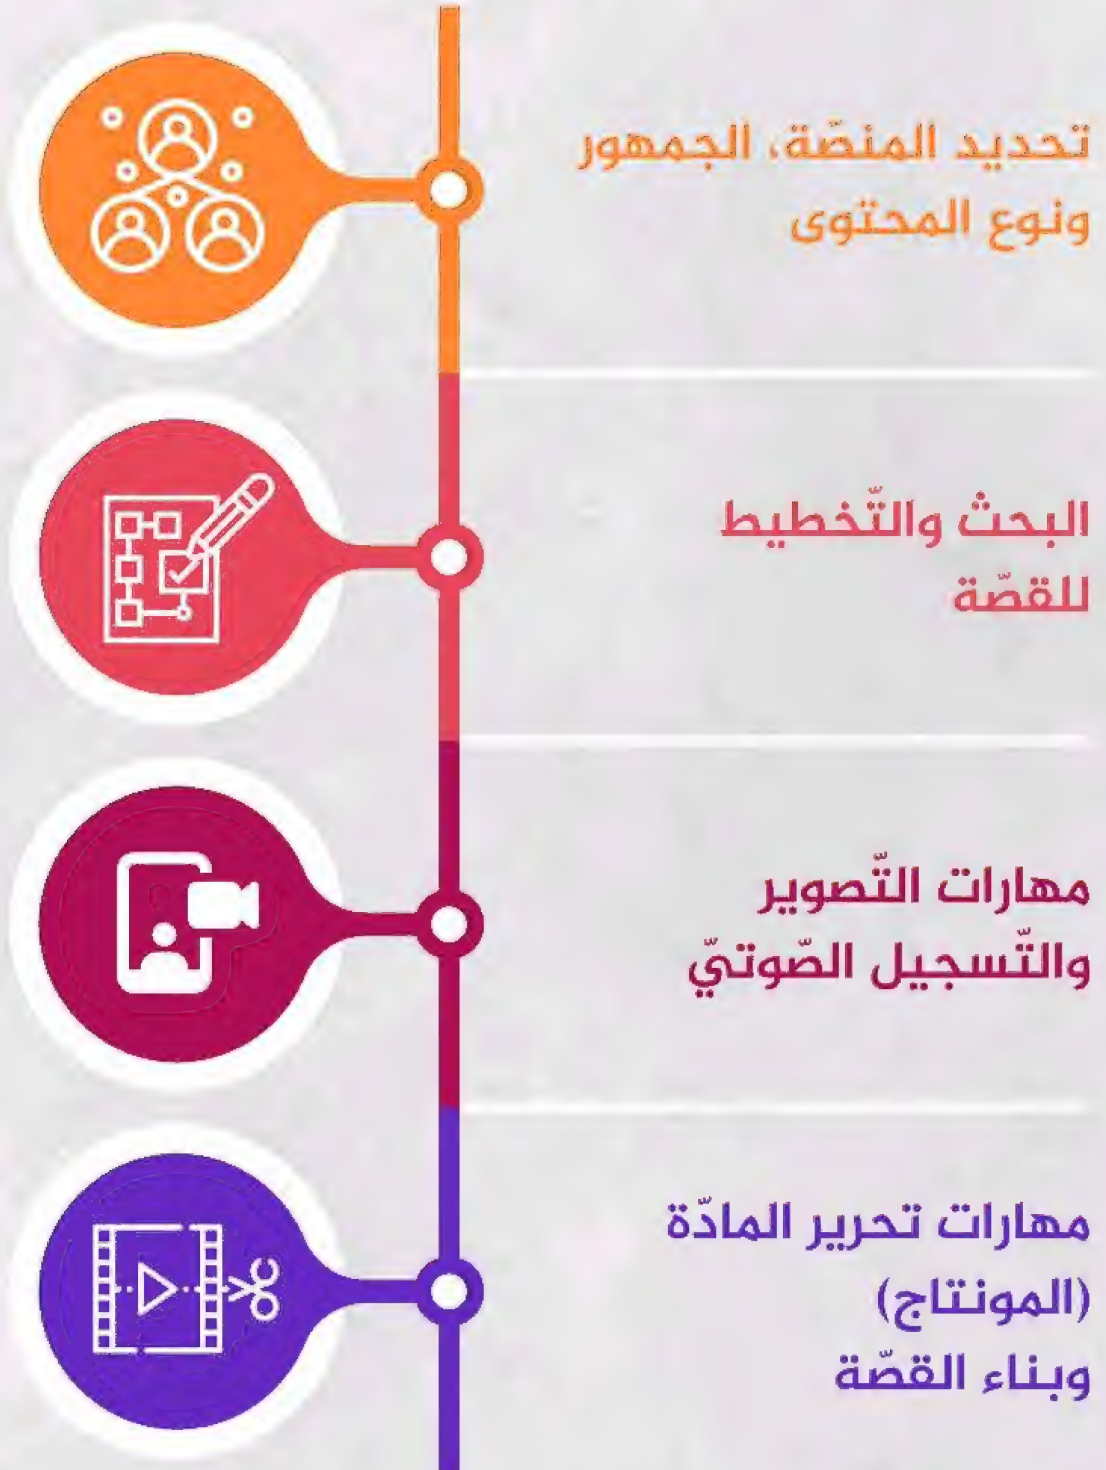 تحديد المنصّة، الجمهور
ونوع المحتوى
البحث والتّخطيط
للقصّة
مهارات التّصوير
والتّسجيل الصّوتيّ
مهارات تحرير المادّة
(المونتاج)
وبناء القصّة